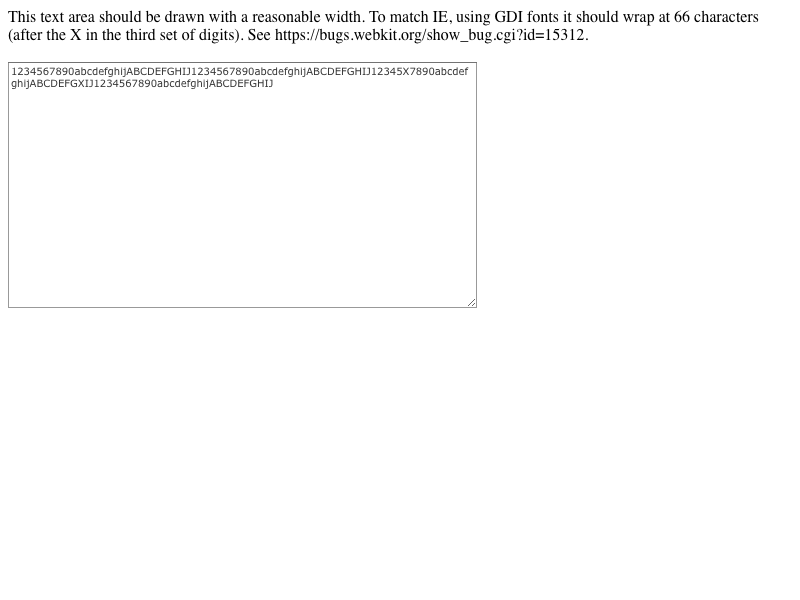 This text area should be drawn with a reasonable width. To match IE, using GDI fonts it should wrap at 66 characters
(after the X in the third set of digits). See https://bugs.webkit.org/show_bug.cgi?id=15312.
1234567890abcdefghijABCDEFGHIJ1234567890abcdefghijABCDEFGHIJ12345X7890abcdef
ghijABCDEFGXIJ1234567890abcdefghijABCDEFGHIJ